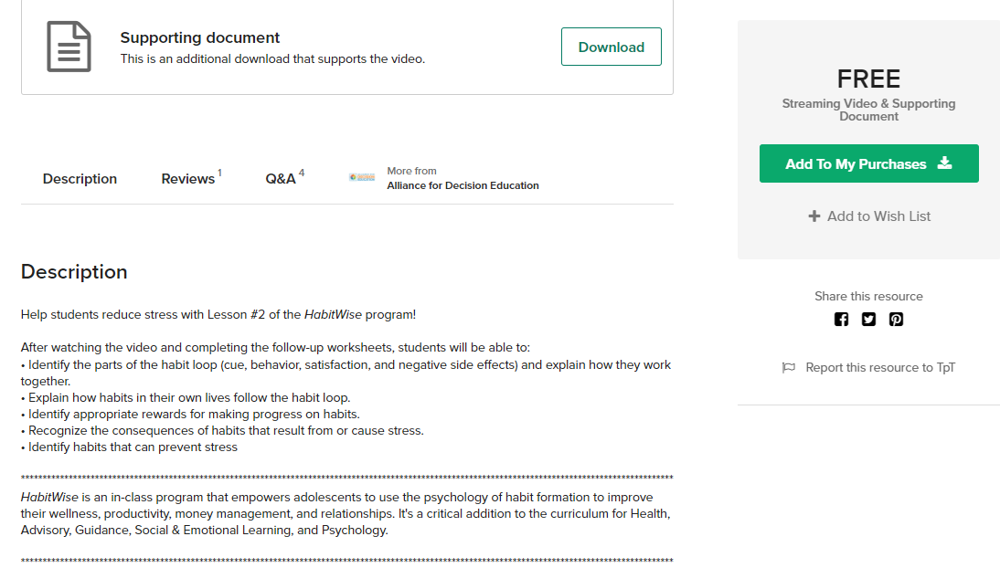 Supporting document
This is an additional download that supports the video.
Download
FREE
Streaming Video & Supporting
Document
Add To My Purchases
Add to Wish List
Share this resource
Report this resource to TpT
Description
Reviews 1
Q&A 4
More from
Alliance for Decision Education
Description
Help students reduce stress with Lesson #2 of the HabitWise program!
After watching the video and completing the follow-up worksheets, students will be able to:
• Identify the parts of the habit loop (cue, behavior, satisfaction, and negative side effects) and explain how they work
together.
• Explain how habits in their own lives follow the habit loop.
• Identify appropriate rewards for making progress on habits.
• Recognize the consequences of habits that result from or cause stress.
• Identify habits that can prevent stress
HabitWise is an in-class program that empowers adolescents to use the psychology of habit formation to improve
their wellness, productivity, money management, and relationships. It's a critical addition to the curriculum for Health,
Advisory, Guidance, Social & Emotional Learning, and Psychology.